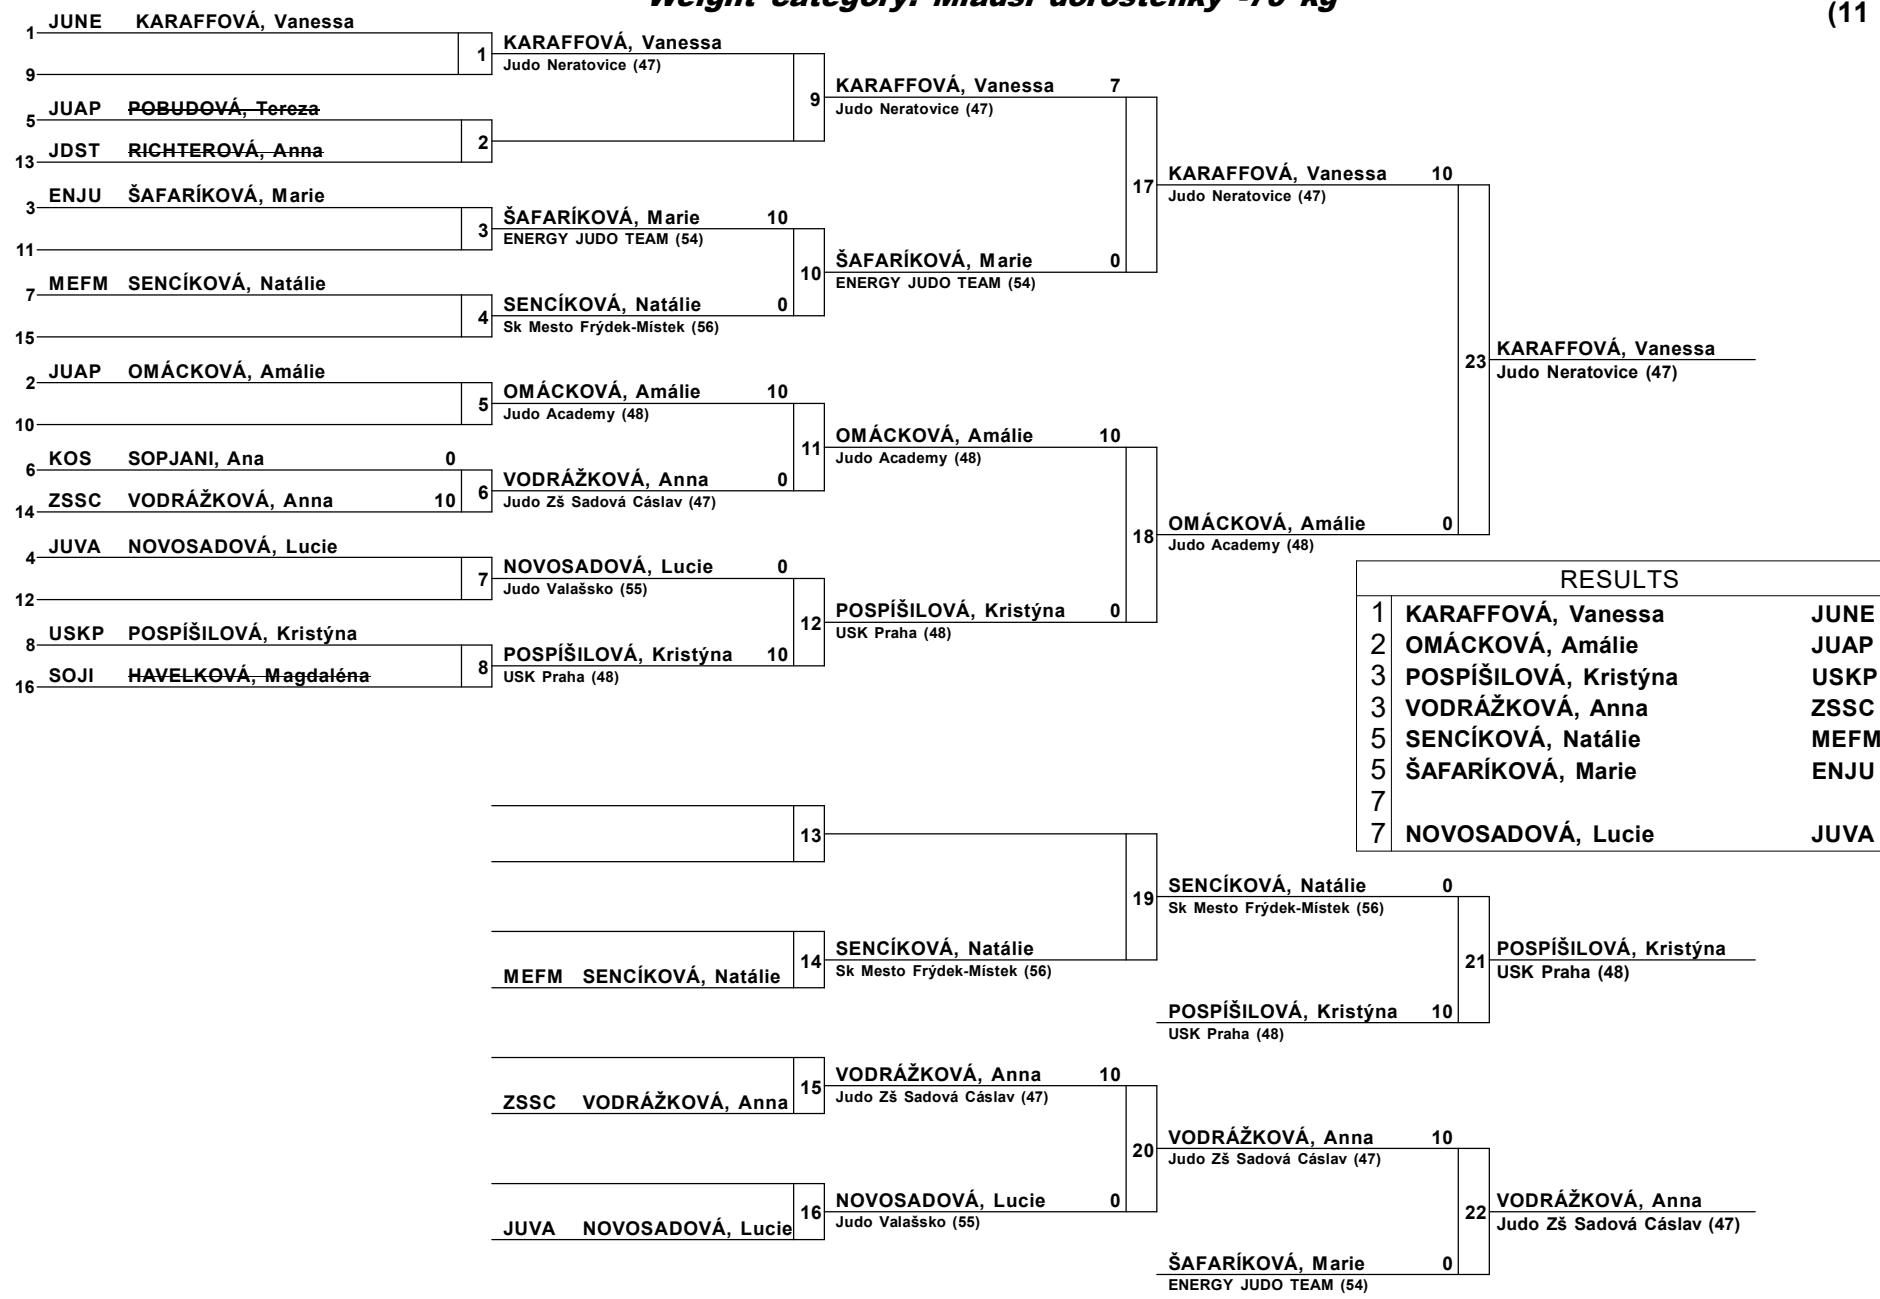 (11
1 JUNE KARAFFOVÁ, Vanessa
9
1
5 JUAP POBUDOVÁ, Tereza
13 JDST RICHTEROVÁ, Anna
2
3 ENJU ŠAFARÍKOVÁ, Marie
11
3
7 MEFM SENCÍKOVÁ, Natálie
15
4
2 JUAP OMÁCKOVÁ, Amálie
10
5
6 KOS SOPJANI, Ana 0
14 ZSSC VODRÁŽKOVÁ, Anna 10
6
4 JUVA NOVOSADOVÁ, Lucie
12
7
8 USKP POSPÍŠILOVÁ, Kristýna
16 SOJI HAVELKOVÁ, Magdaléna
8
KARAFFOVÁ, Vanessa
Judo Neratovice (47)
9
ŠAFARÍKOVÁ, Marie 10
ENERGY JUDO TEAM (54)
SENCÍKOVÁ, Natálie 0
Sk Mesto Frýdek-Místek (56)
10
OMÁCKOVÁ, Amálie 10
Judo Academy (48)
VODRÁŽKOVÁ, Anna 0
Judo Zš Sadová Cáslav (47)
11
NOVOSADOVÁ, Lucie 0
Judo Valašsko (55)
POSPÍŠILOVÁ, Kristýna 10
USK Praha (48)
12
KARAFFOVÁ, Vanessa 7
Judo Neratovice (47)
ŠAFARÍKOVÁ, Marie 0
ENERGY JUDO TEAM (54)
17
OMÁCKOVÁ, Amálie 10
Judo Academy (48)
POSPÍŠILOVÁ, Kristýna 0
USK Praha (48)
18
KARAFFOVÁ, Vanessa 10
Judo Neratovice (47)
OMÁCKOVÁ, Amálie 0
Judo Academy (48)
23
KARAFFOVÁ, Vanessa
Judo Neratovice (47)
RESULTS
1 KARAFFOVÁ, Vanessa JUNE
2 OMÁCKOVÁ, Amálie JUAP
3 POSPÍŠILOVÁ, Kristýna USKP
3 VODRÁŽKOVÁ, Anna ZSSC
5 SENCÍKOVÁ, Natálie MEFM
5 ŠAFARÍKOVÁ, Marie ENJU
7
7 NOVOSADOVÁ, Lucie JUVA
13
MEFM SENCÍKOVÁ, Natálie
14
SENCÍKOVÁ, Natálie
Sk Mesto Frýdek-Místek (56)
19
SENCÍKOVÁ, Natálie 0
Sk Mesto Frýdek-Místek (56)
POSPÍŠILOVÁ, Kristýna 10
USK Praha (48)
21
POSPÍŠILOVÁ, Kristýna
USK Praha (48)
ZSSC VODRÁŽKOVÁ, Anna
15
VODRÁŽKOVÁ, Anna 10
Judo Zš Sadová Cáslav (47)
JUVA NOVOSADOVÁ, Lucie
16
NOVOSADOVÁ, Lucie 0
Judo Valašsko (55)
20
VODRÁŽKOVÁ, Anna 10
Judo Zš Sadová Cáslav (47)
ŠAFARÍKOVÁ, Marie 0
ENERGY JUDO TEAM (54)
22
VODRÁŽKOVÁ, Anna
Judo Zš Sadová Cáslav (47)